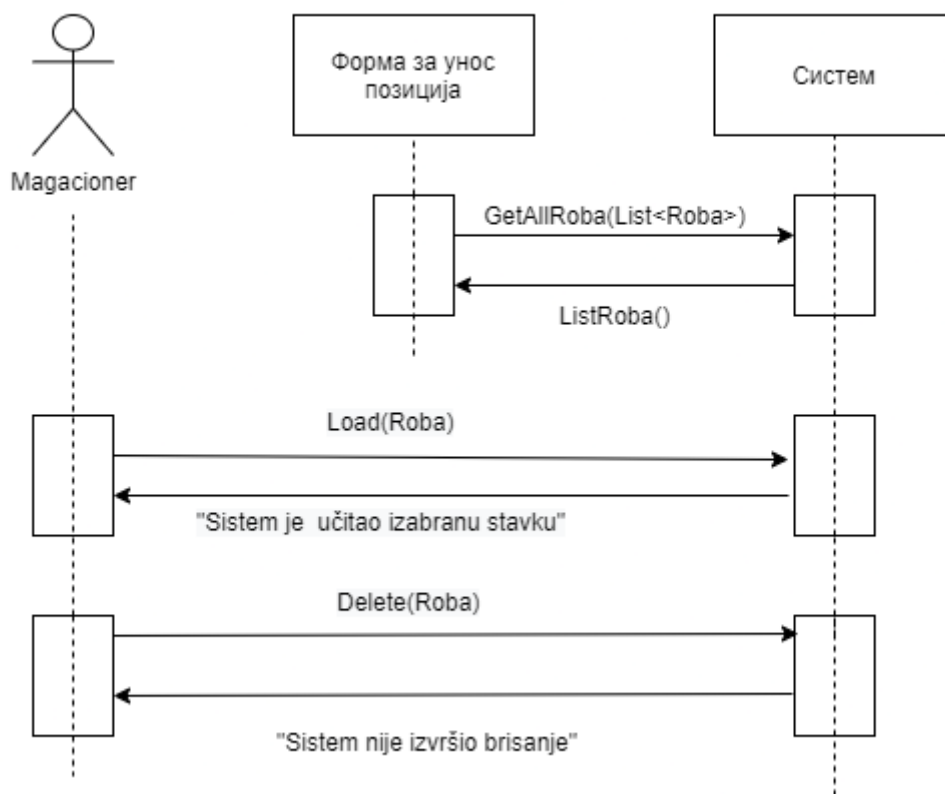 Форма за унос
позиција
Систем
Magacioner
GetAllRoba(List<Roba>)
ListRoba()
Load(Roba)
"Sistem je  učitao izabranu stavku"
Delete(Roba)
"Sistem nije izvršio brisanje"